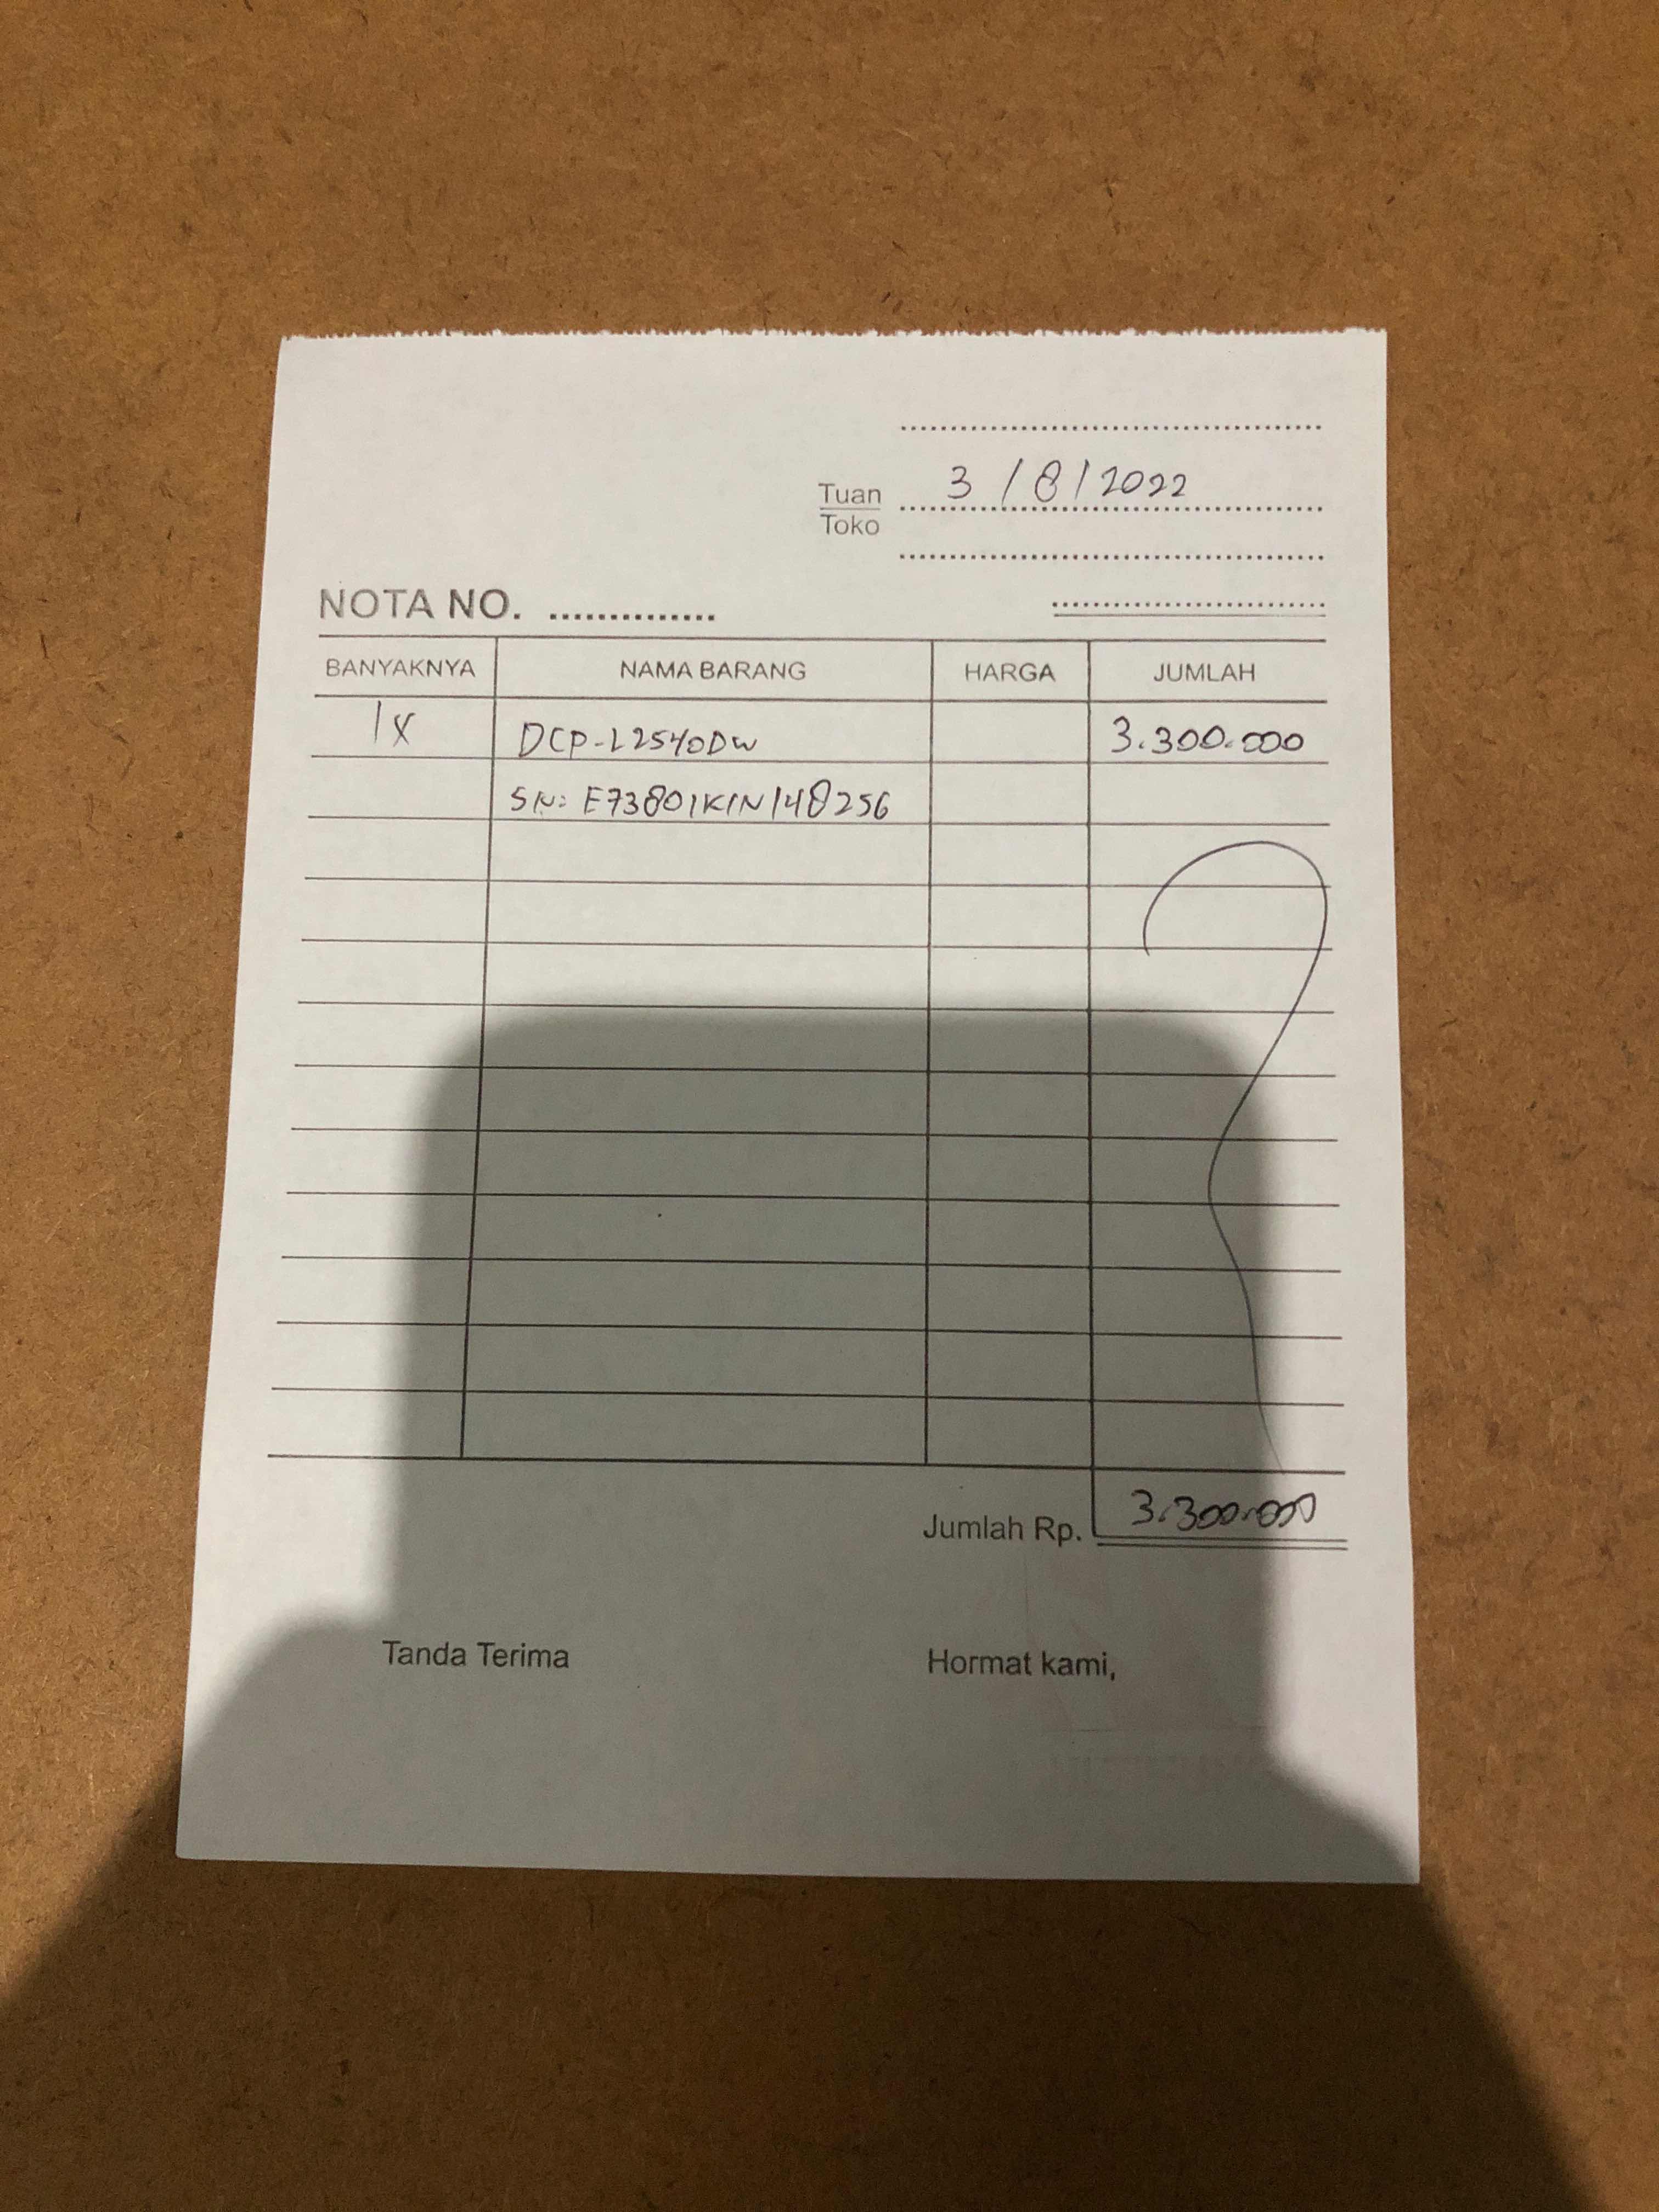 Tuan
Toko
3/8/2022
NOTA NO. ..............
BANYAKNYA NAMA BARANG HARGA JUMLAH
1x DCP-L2540DW 3.300.000
SN: E73801K1N148256
Jumlah Rp. 3.300.000
Tanda Terima Hormat kami,